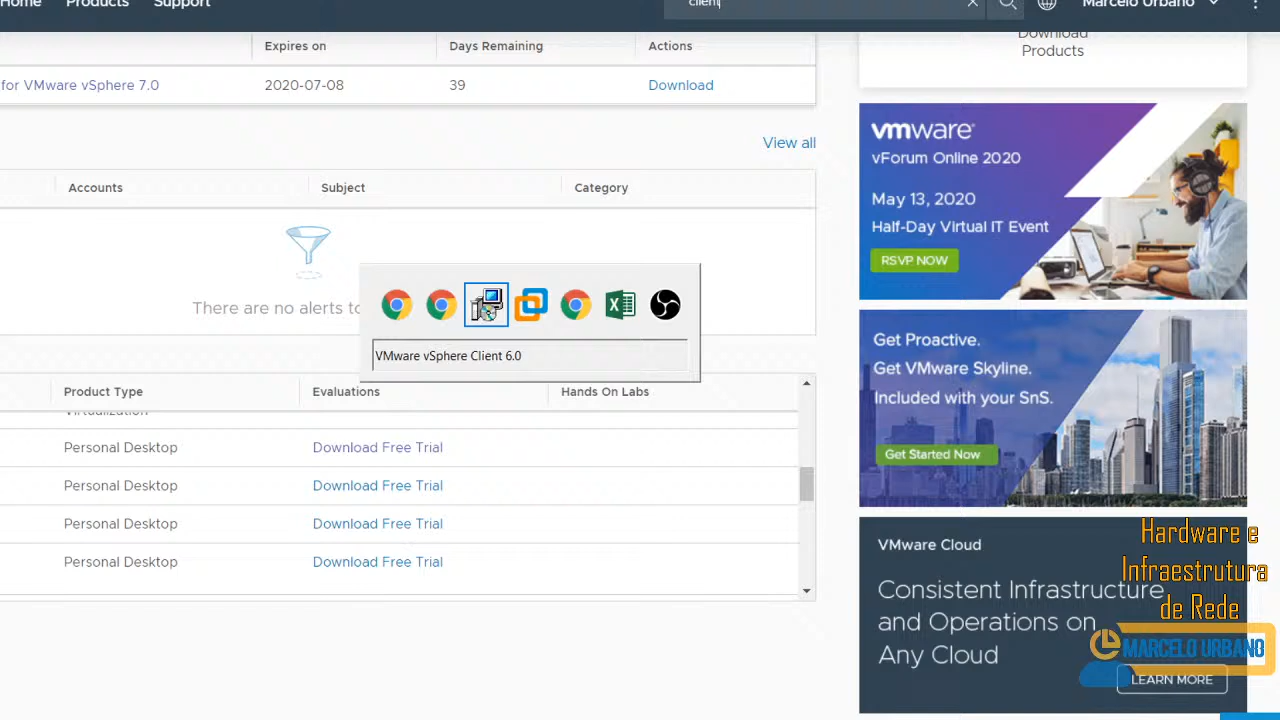 Home Products Support
client
Marcelo Urbano
Expires on Days Remaining Actions
for VMware vSphere 7.0 2020-07-08 39 Download
View all
Accounts Subject Category
There are no alerts to
VMware vSphere Client 6.0
Product Type Evaluations Hands On Labs
Virtualization
Personal Desktop Download Free Trial
Personal Desktop Download Free Trial
Personal Desktop Download Free Trial
Personal Desktop Download Free Trial
Download
Products
vmware®
vForum Online 2020
May 13, 2020
Half-Day Virtual IT Event
RSVP NOW
Get Proactive.
Get VMware Skyline.
Included with your SnS.
Get Started Now
VMware Cloud
Consistent Infrastructure
and Operations on
Any Cloud
LEARN MORE
Hardware e
Infraestrutura
de Rede
MARCELO URBANO